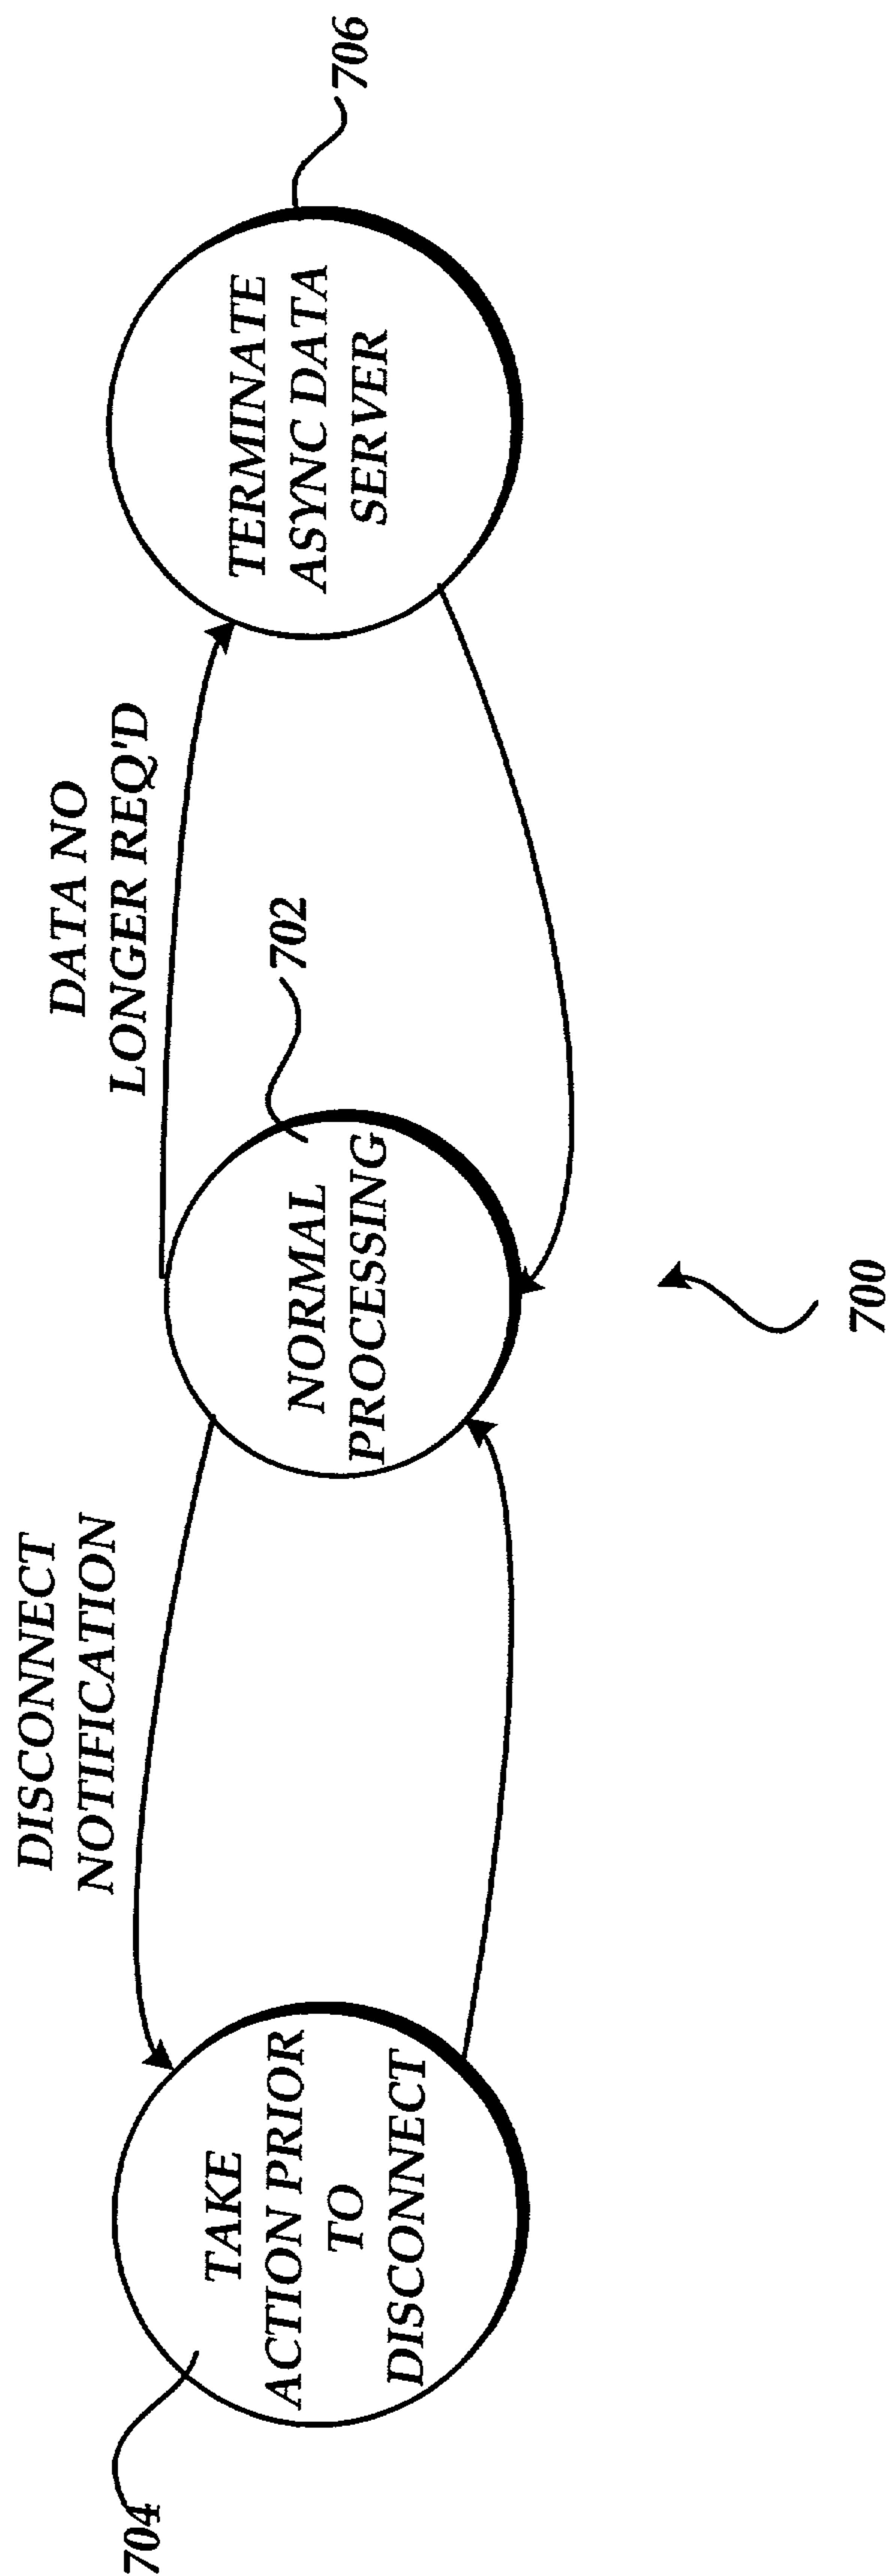 DISCONNECT
NOTIFICATION
DATA NO
LONGER REQ'D
704
TAKE
ACTION PRIOR
TO
DISCONNECT
NORMAL
PROCESSING
702
TERMINATE
ASYNC DATA
SERVER
706
700